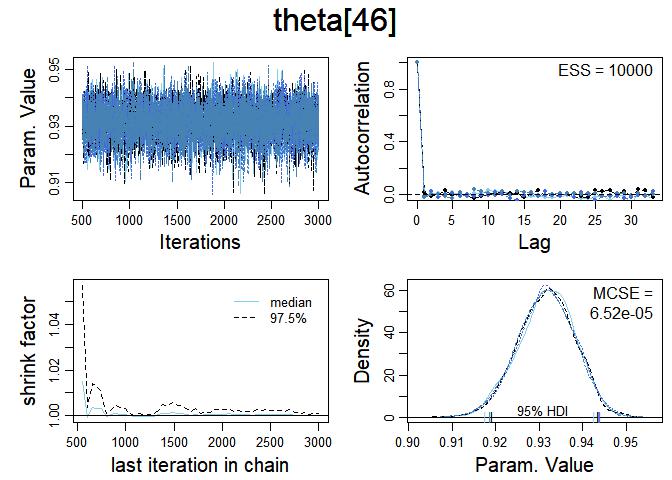 theta[46]
Param. Value
0.91 0.93 0.95
500 1000 1500 2000 2500 3000
Iterations
Autocorrelation
0.0 0.4 0.8
ESS = 10000
0 5 10 15 20 25 30
Lag
shrink factor
1.00 1.02 1.04
median
97.5%
500 1000 1500 2000 2500 3000
last iteration in chain
Density
0 20 40 60
MCSE =
6.52e-05
95% HDI
0.90 0.91 0.92 0.93 0.94 0.95
Param. Value